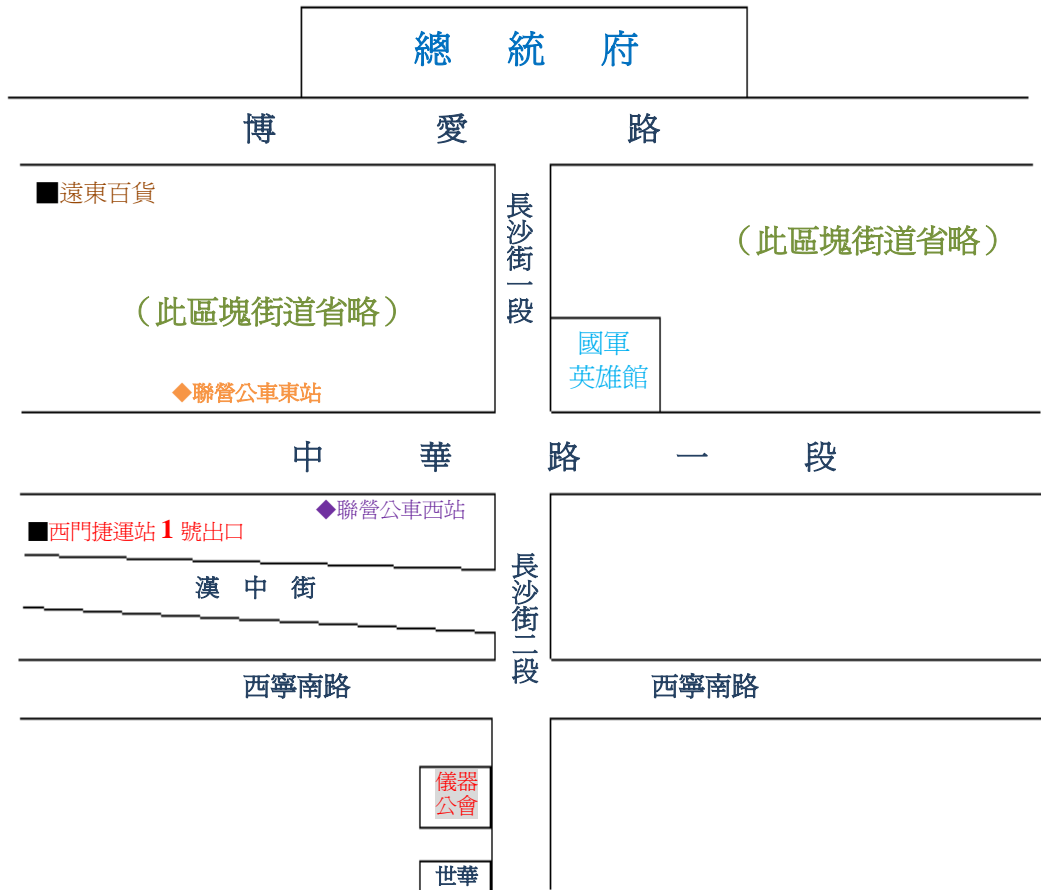 總統府
博愛路
■遠東百貨
長沙街一段
（此區塊街道省略）
（此區塊街道省略）
國軍
英雄館
◆聯營公車東站
中華路一段
◆聯營公車西站
■西門捷運站 1 號出口
漢中街
長沙街二段
西寧南路
西寧南路
儀器
公會
世華